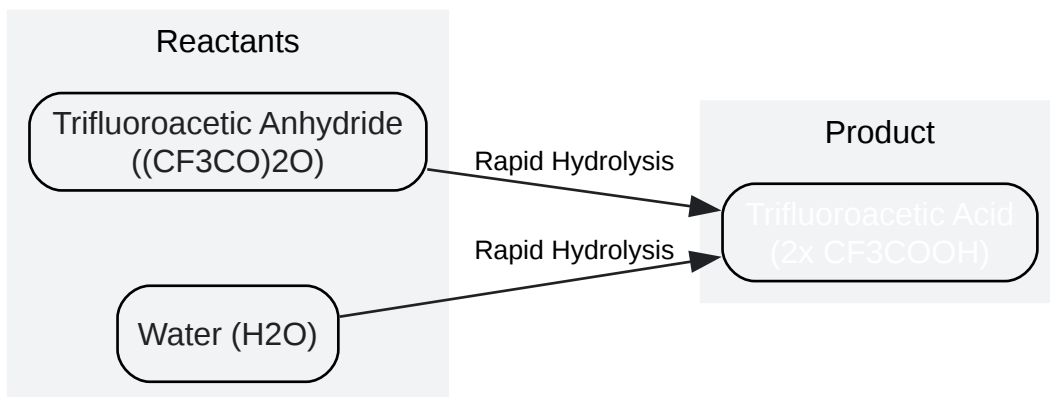 Reactants
Trifluoroacetic Anhydride
((CF3CO)2O)
Rapid Hydrolysis
Product
Trifluoroacetic Acid
(2x CF3COOH)
Rapid Hydrolysis
Water (H2O)